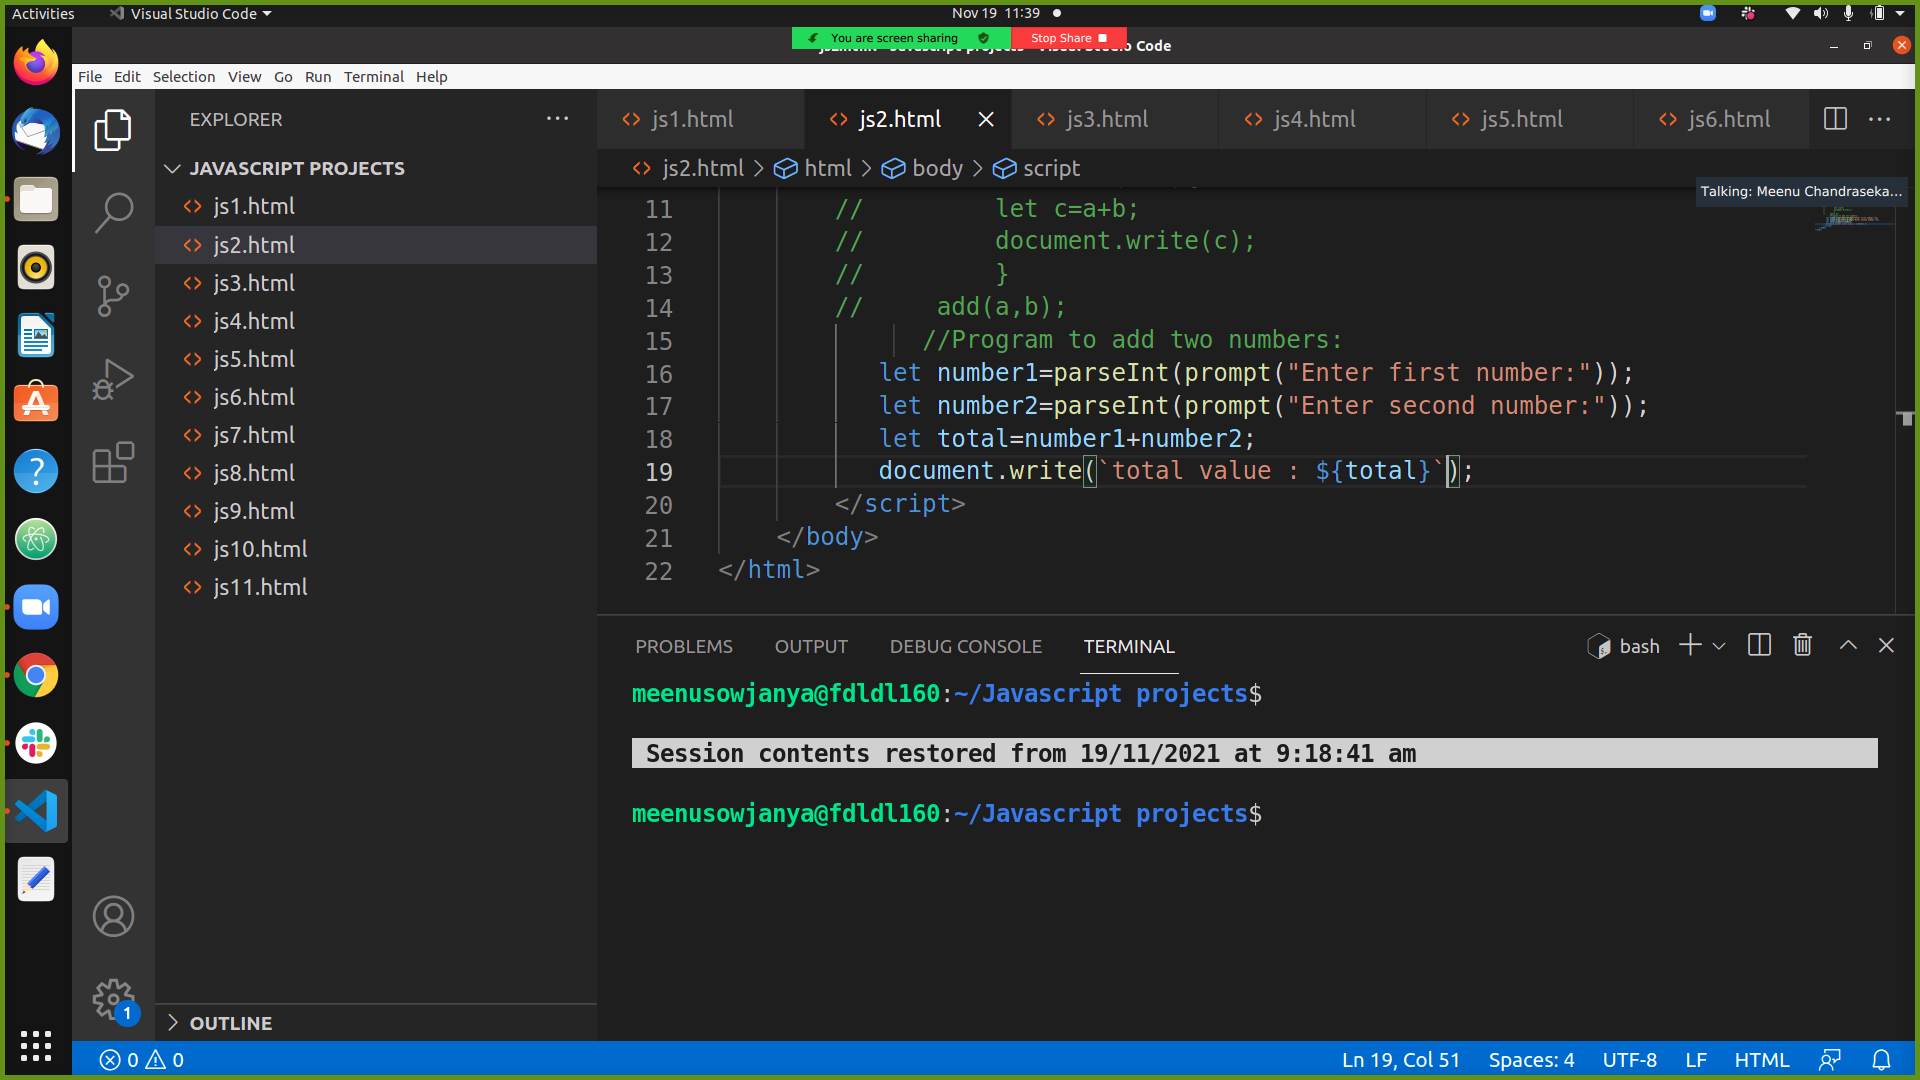 Activities
Visual Studio Code
Nov 19 11:39
You are screen sharing
Stop Share
Studio Code
File Edit Selection View Go Run Terminal Help
EXPLORER
JAVASCRIPT PROJECTS
js1.html
js2.html
js3.html
js4.html
js5.html
js6.html
js7.html
js8.html
js9.html
js10.html
js11.html
OUTLINE
js1.html js2.html js3.html js4.html js5.html js6.html
js2.html > html > body > script
Talking: Meenu Chandraseka...
11 // let c=a+b;
12 // document.write(c);
13 // }
14 // add(a,b);
15 //Program to add two numbers:
16 let number1=parseInt(prompt("Enter first number:"));
17 let number2=parseInt(prompt("Enter second number:"));
18 let total=number1+number2;
19 document.write(`total value : ${total}`);
20 </script>
21 </body>
22 </html>
PROBLEMS OUTPUT DEBUG CONSOLE TERMINAL
bash
meenusowjanya@fdldl160:~/Javascript projects$
Session contents restored from 19/11/2021 at 9:18:41 am
meenusowjanya@fdldl160:~/Javascript projects$
1
0 0
Ln 19, Col 51 Spaces: 4 UTF-8 LF HTML